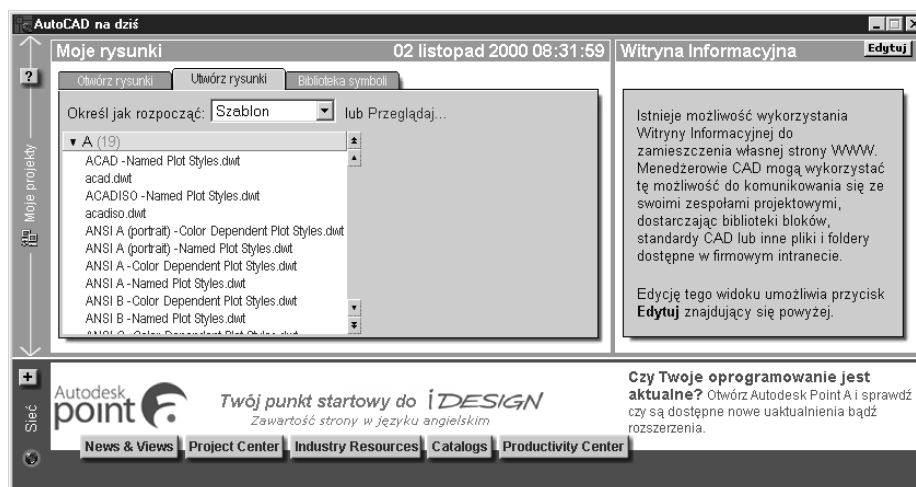 AutoCAD na dziś
Moje rysunki
02 listopad 2000 08:31:59
Witryna Informacyjna
Edytuj
?
Otwórz rysunki
Utwórz rysunki
Biblioteka symboli
Określ jak rozpocząć: Szablon lub Przeglądaj...
A (19)
ACAD -Named Plot Styles.dwt
acad.dwt
ACADISO -Named Plot Styles.dwt
acadiso.dwt
ANSI A (portrait) -Color Dependent Plot Styles.dwt
ANSI A (portrait) -Named Plot Styles.dwt
ANSI A -Color Dependent Plot Styles.dwt
ANSI A -Named Plot Styles.dwt
ANSI B -Color Dependent Plot Styles.dwt
ANSI B -Named Plot Styles.dwt
ANSI C -Color Dependent Plot Styles.dwt
Moje projekty
Istnieje możliwość wykorzystania
Witryny Informacyjnej do
zamieszczenia własnej strony WWW.
Menedżerowie CAD mogą wykorzystać
tę możliwość do komunikowania się ze
swoimi zespołami projektowymi,
dostarczając biblioteki bloków,
standardy CAD lub inne pliki i foldery
dostępne w firmowym intranecie.
Edycję tego widoku umożliwia przycisk
Edytuj znajdujący się powyżej.
Sieć
Autodesk
point A
Twój punkt startowy do iDESIGN
Zawartość strony w języku angielskim
Czy Twoje oprogramowanie jest
aktualne? Otwórz Autodesk Point A i sprawdź
czy są dostępne nowe uaktualnienia bądź
rozszerzenia.
News & Views
Project Center
Industry Resources
Catalogs
Productivity Center